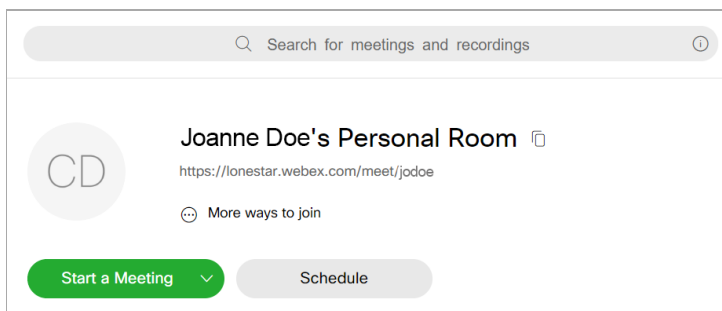 Search for meetings and recordings
Joanne Doe's Personal Room
CD
https://lonestar.webex.com/meet/jodoe
More ways to join
Start a Meeting
Schedule